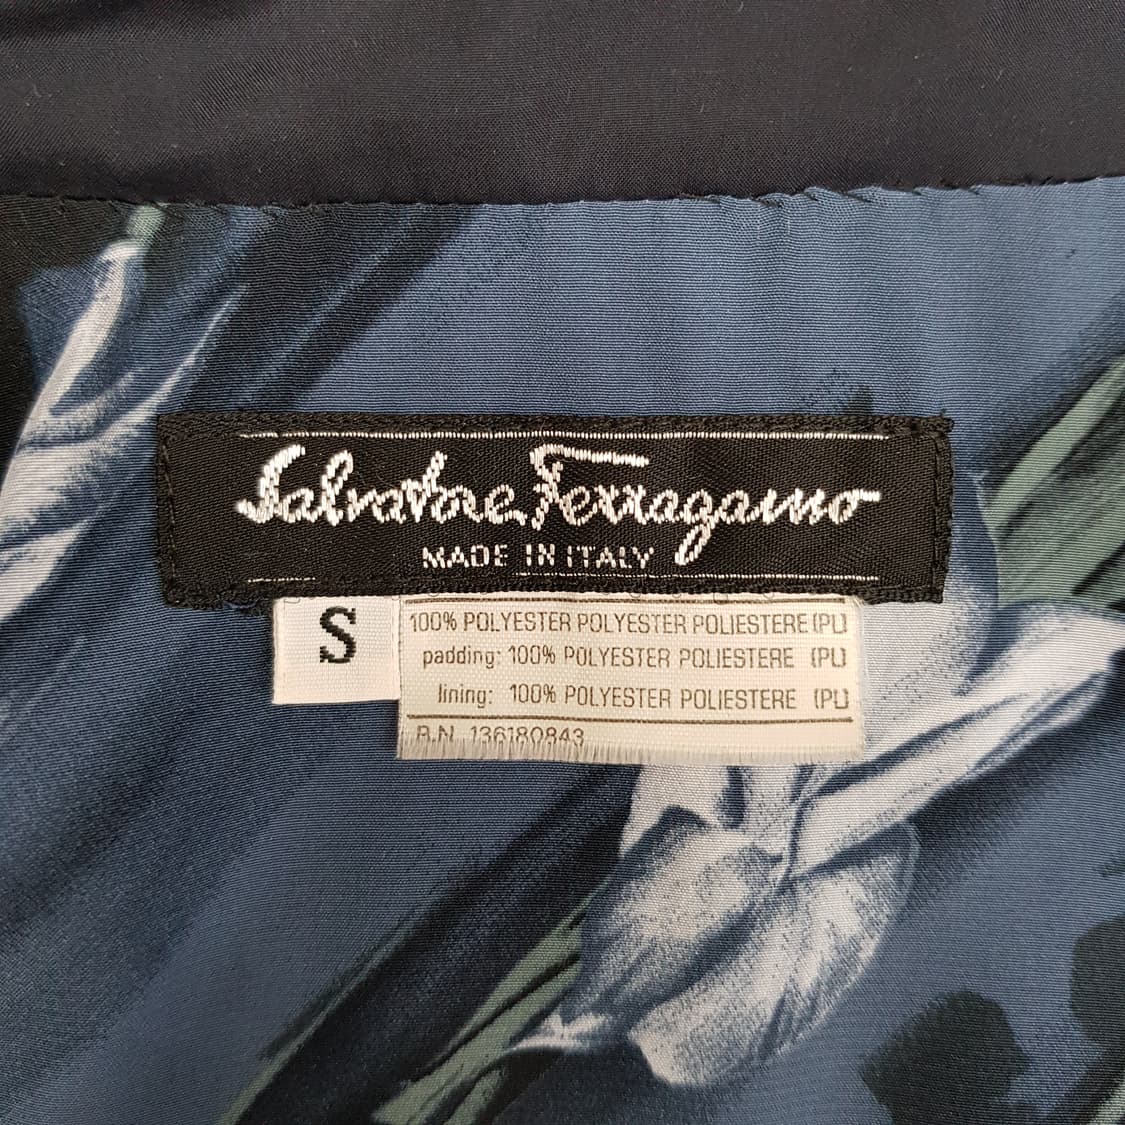 Salvatore Ferragamo
MADE IN ITALY
S
100% POLYESTER POLYESTER POLIESTERE (PL)
padding: 100% POLYESTER POLIESTERE (PL)
lining: 100% POLYESTER POLIESTERE (PL)
R.N. 136180843